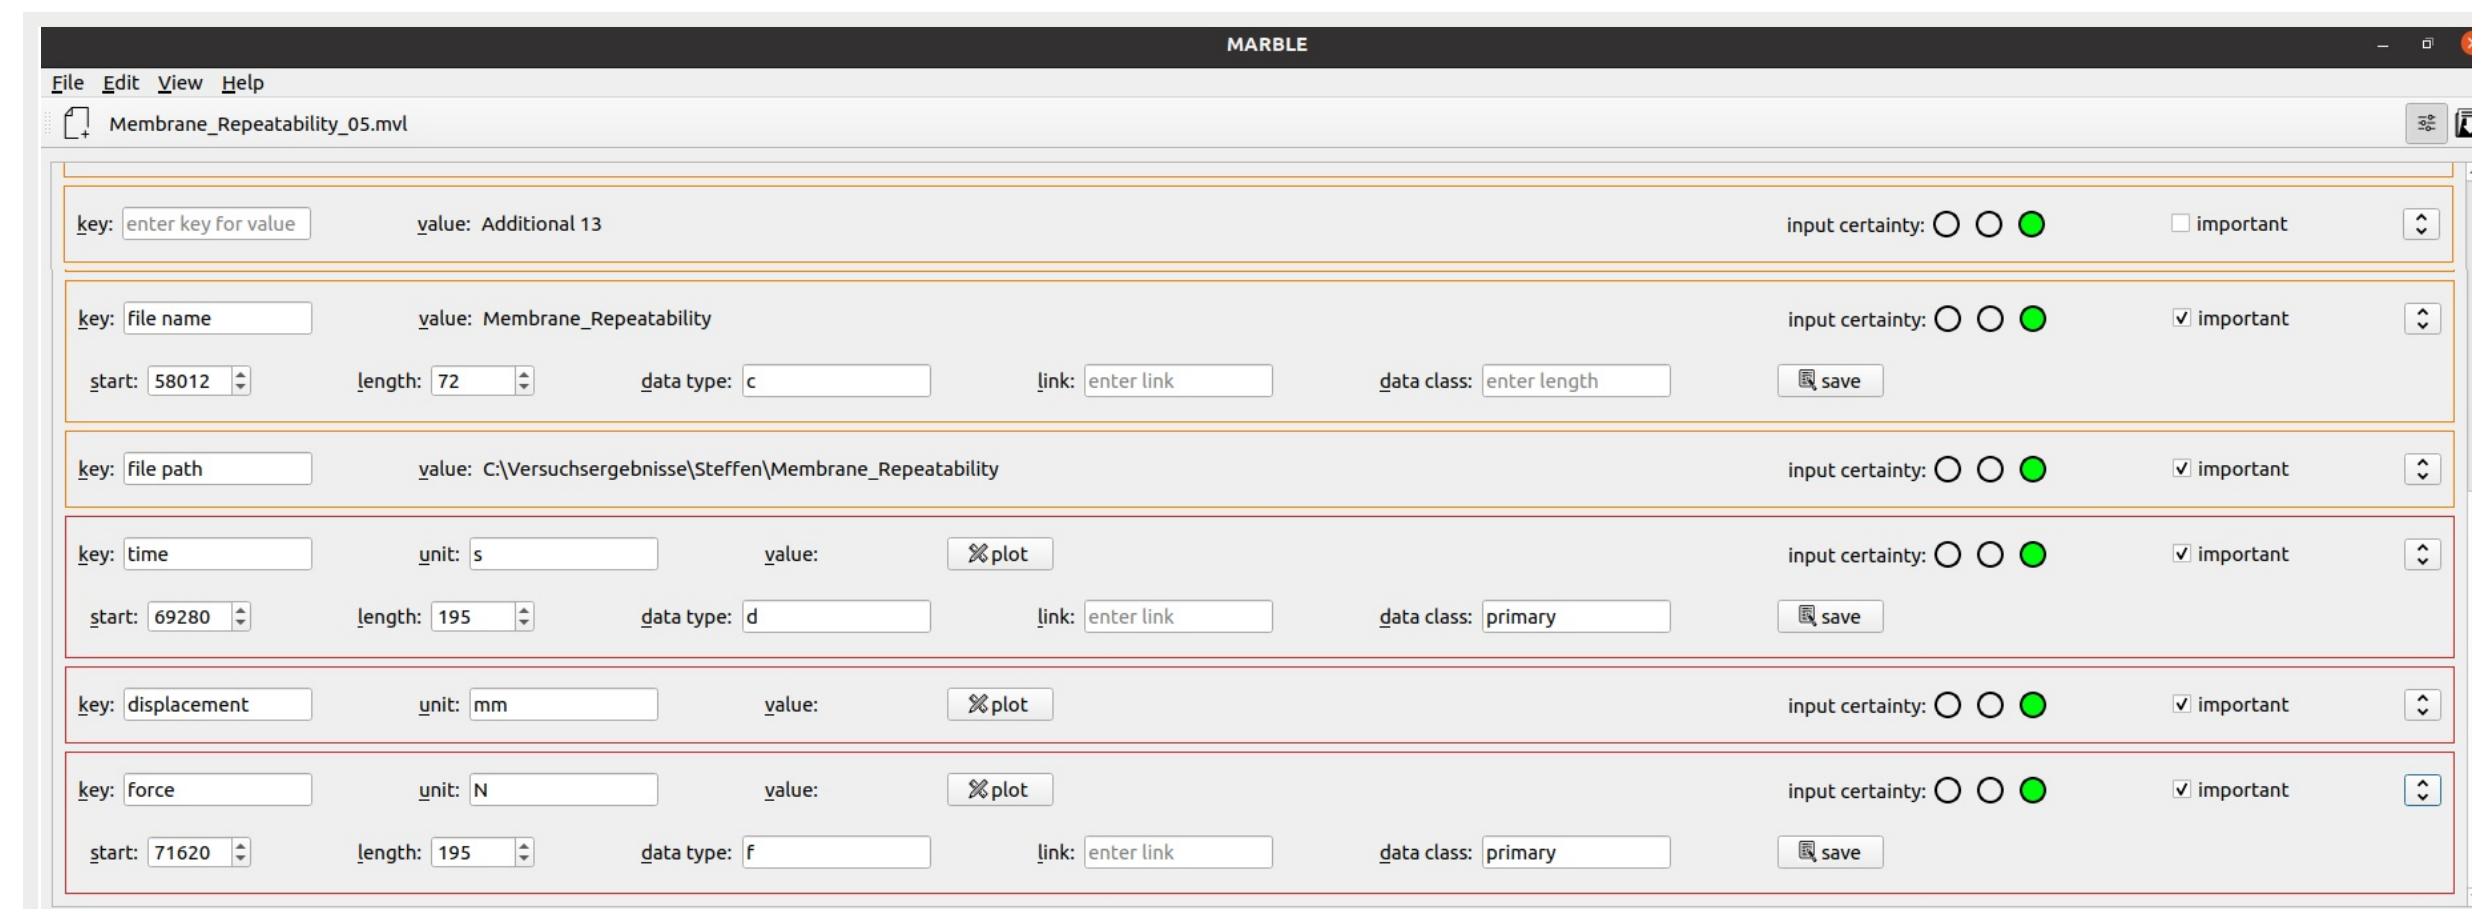 MARBLE
File Edit View Help
Membrane_Repeatability_05.mvl
key: enter key for value value: Additional 13 input certainty: important
key: file name value: Membrane_Repeatability input certainty: important
start: 58012 length: 72 data type: c link: enter link data class: enter length save
key: file path value: C:\Versuchsergebnisse\Steffen\Membrane_Repeatability input certainty: important
key: time unit: s value: plot input certainty: important
start: 69280 length: 195 data type: d link: enter link data class: primary save
key: displacement unit: mm value: plot input certainty: important
key: force unit: N value: plot input certainty: important
start: 71620 length: 195 data type: f link: enter link data class: primary save